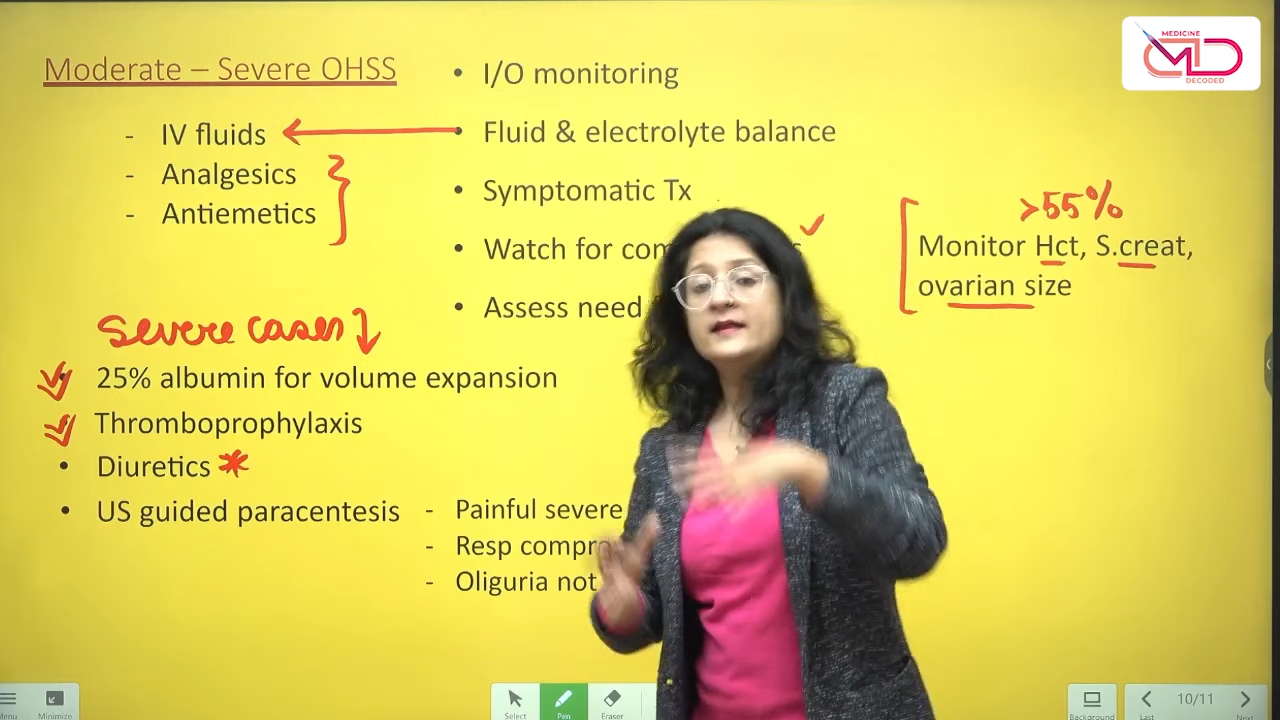 MEDICINE
MD
DECODED
Moderate – Severe OHSS
- IV fluids
- Analgesics
- Antiemetics
• I/O monitoring
• Fluid & electrolyte balance
• Symptomatic Tx
• Watch for
• Assess need
>55%
Monitor Hct, S.creat,
ovarian size
Severe cases
25% albumin for volume expansion
Thromboprophylaxis
• Diuretics *
• US guided paracentesis
- Painful severe
- Resp
- Oliguria not
Menu
Minimize
Select
Pen
Eraser
Background
Last
10/11
Next